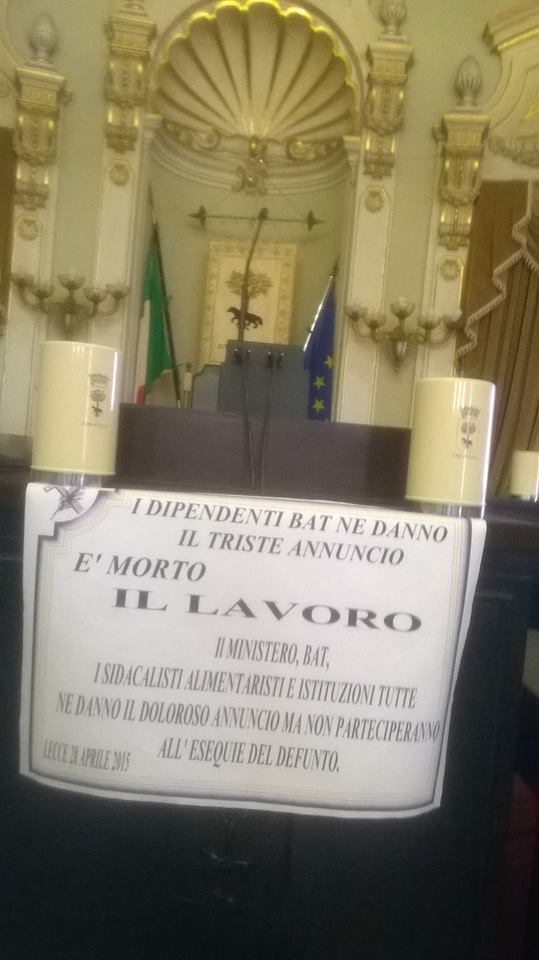 I DIPENDENTI BAT NE DANNO
IL TRISTE ANNUNCIO
E' MORTO
IL LAVORO
Il MINISTERO, BAT,
I SIDACALISTI ALIMENTARISTI E ISTITUZIONI TUTTE
NE DANNO IL DOLOROSO ANNUNCIO MA NON PARTECIPERANNO
ALL' ESEQUIE DEL DEFUNTO.
LECCE 28 APRILE 2015